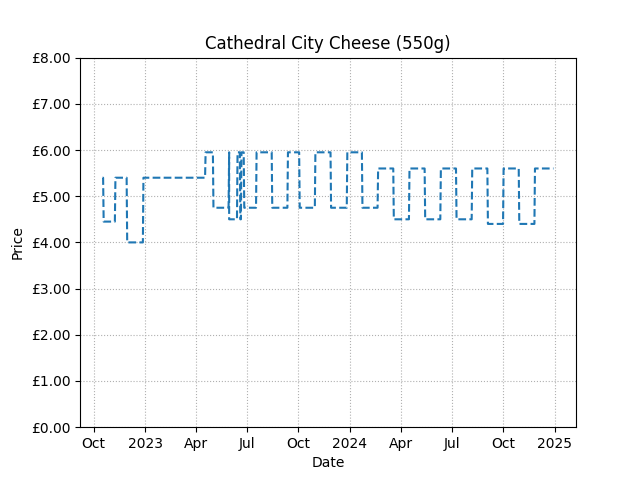 Cathedral City Cheese (550g)
£8.00
£7.00
£6.00
£5.00
£4.00
£3.00
£2.00
£1.00
£0.00
Price
Oct 2023 Apr Jul Oct 2024 Apr Jul Oct 2025
Date